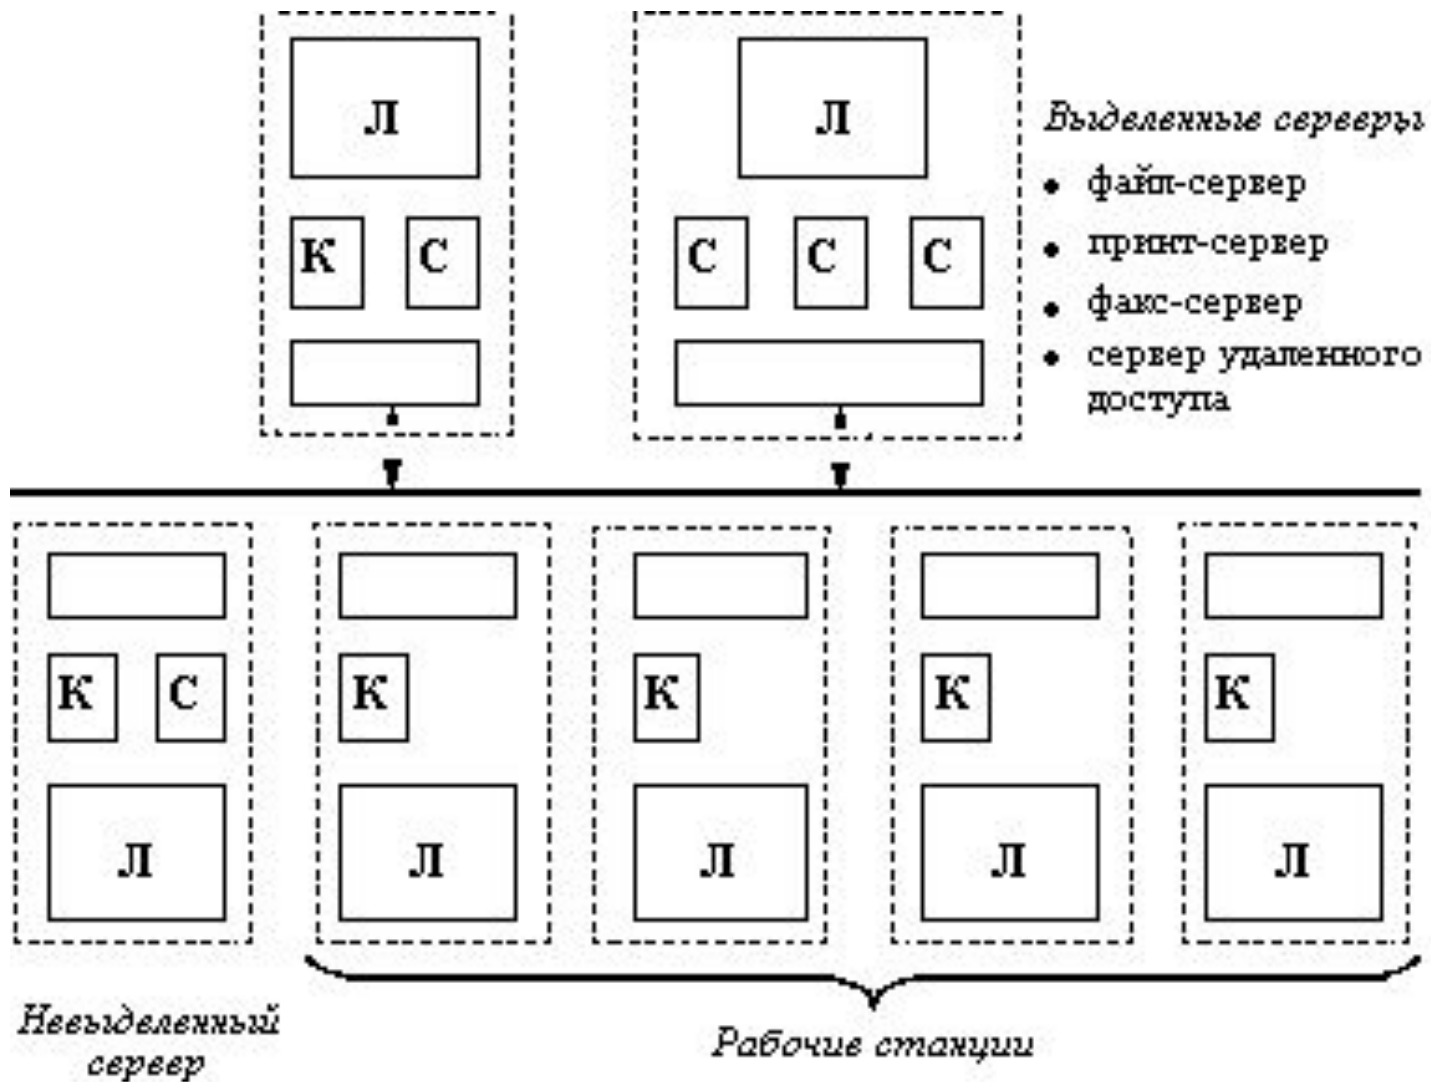 Л
Л
Выделенные серверы
• файл-сервер
К С
С С С
• принт-сервер
• факс-сервер
• сервер удаленного
доступа
К С
К
К
К
К
Л
Л
Л
Л
Л
Невыделенный
сервер
Рабочие станции